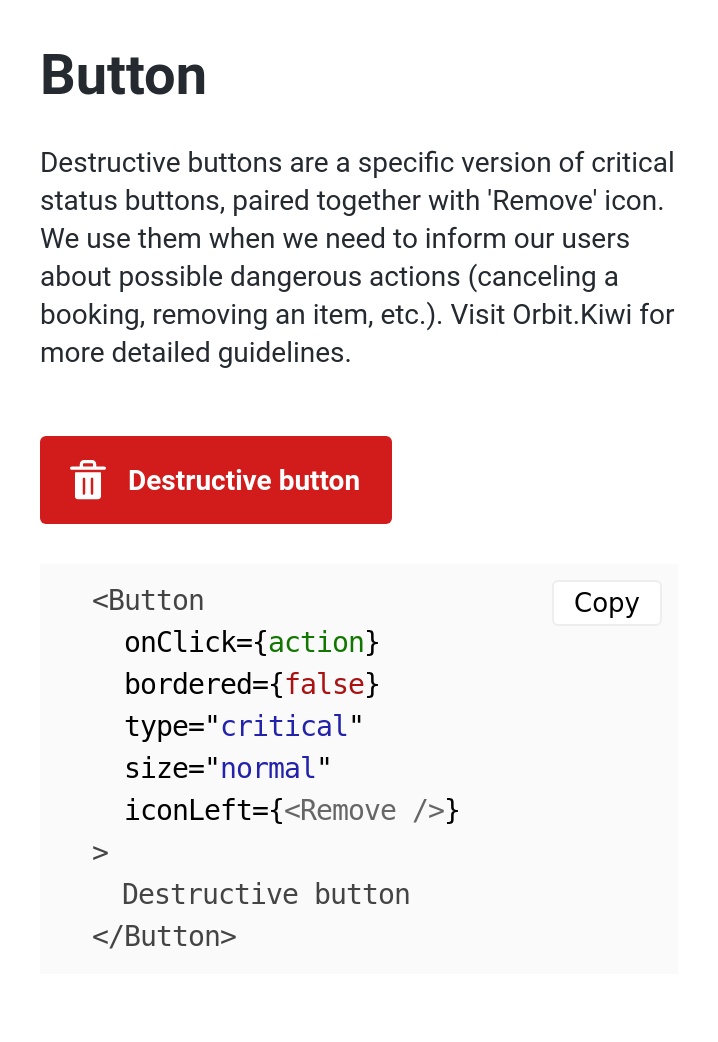 Button
Destructive buttons are a specific version of critical
status buttons, paired together with 'Remove' icon.
We use them when we need to inform our users
about possible dangerous actions (canceling a
booking, removing an item, etc.). Visit Orbit.Kiwi for
more detailed guidelines.
Destructive button
<Button
Copy
onClick={action}
bordered={false}
type="critical"
size="normal"
iconLeft={<Remove />}
>
Destructive button
</Button>